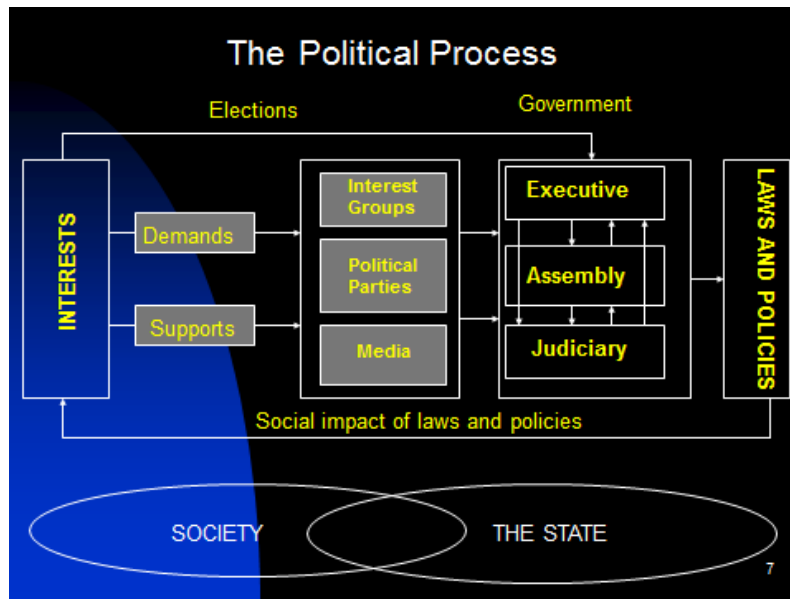 The Political Process
Elections
Government
INTERESTS
Demands
Supports
Interest
Groups
Political
Parties
Media
Executive
Assembly
Judiciary
LAWS AND POLICIES
Social impact of laws and policies
SOCIETY
THE STATE
7